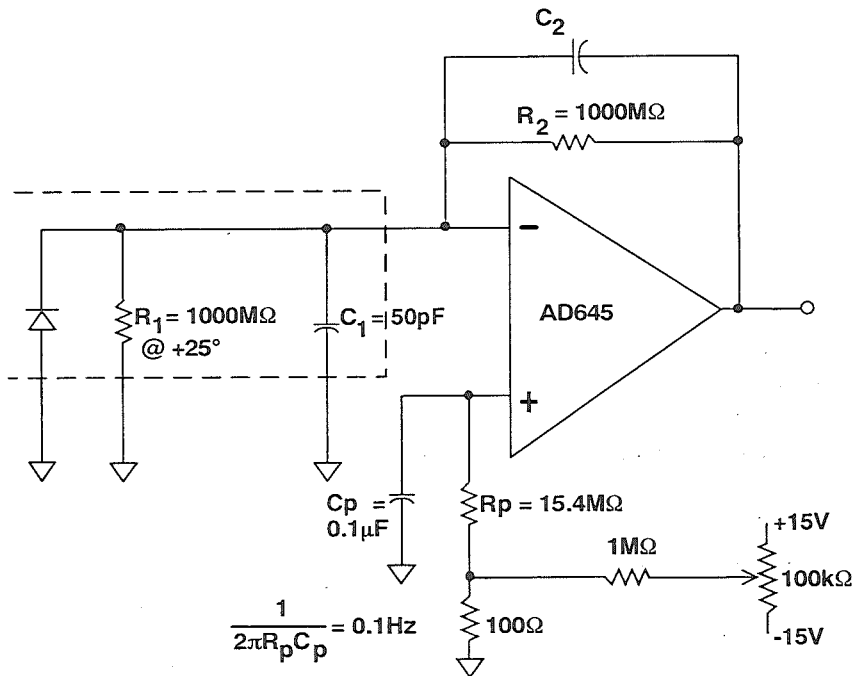 C2
R2 = 1000MΩ
−
AD645
R1 = 1000MΩ
@ +25°
C1 = 50pF
+
Cp =
0.1μF
Rp = 15.4MΩ
1MΩ
+15V
100kΩ
-15V
100Ω
1
2πRpCp
= 0.1Hz